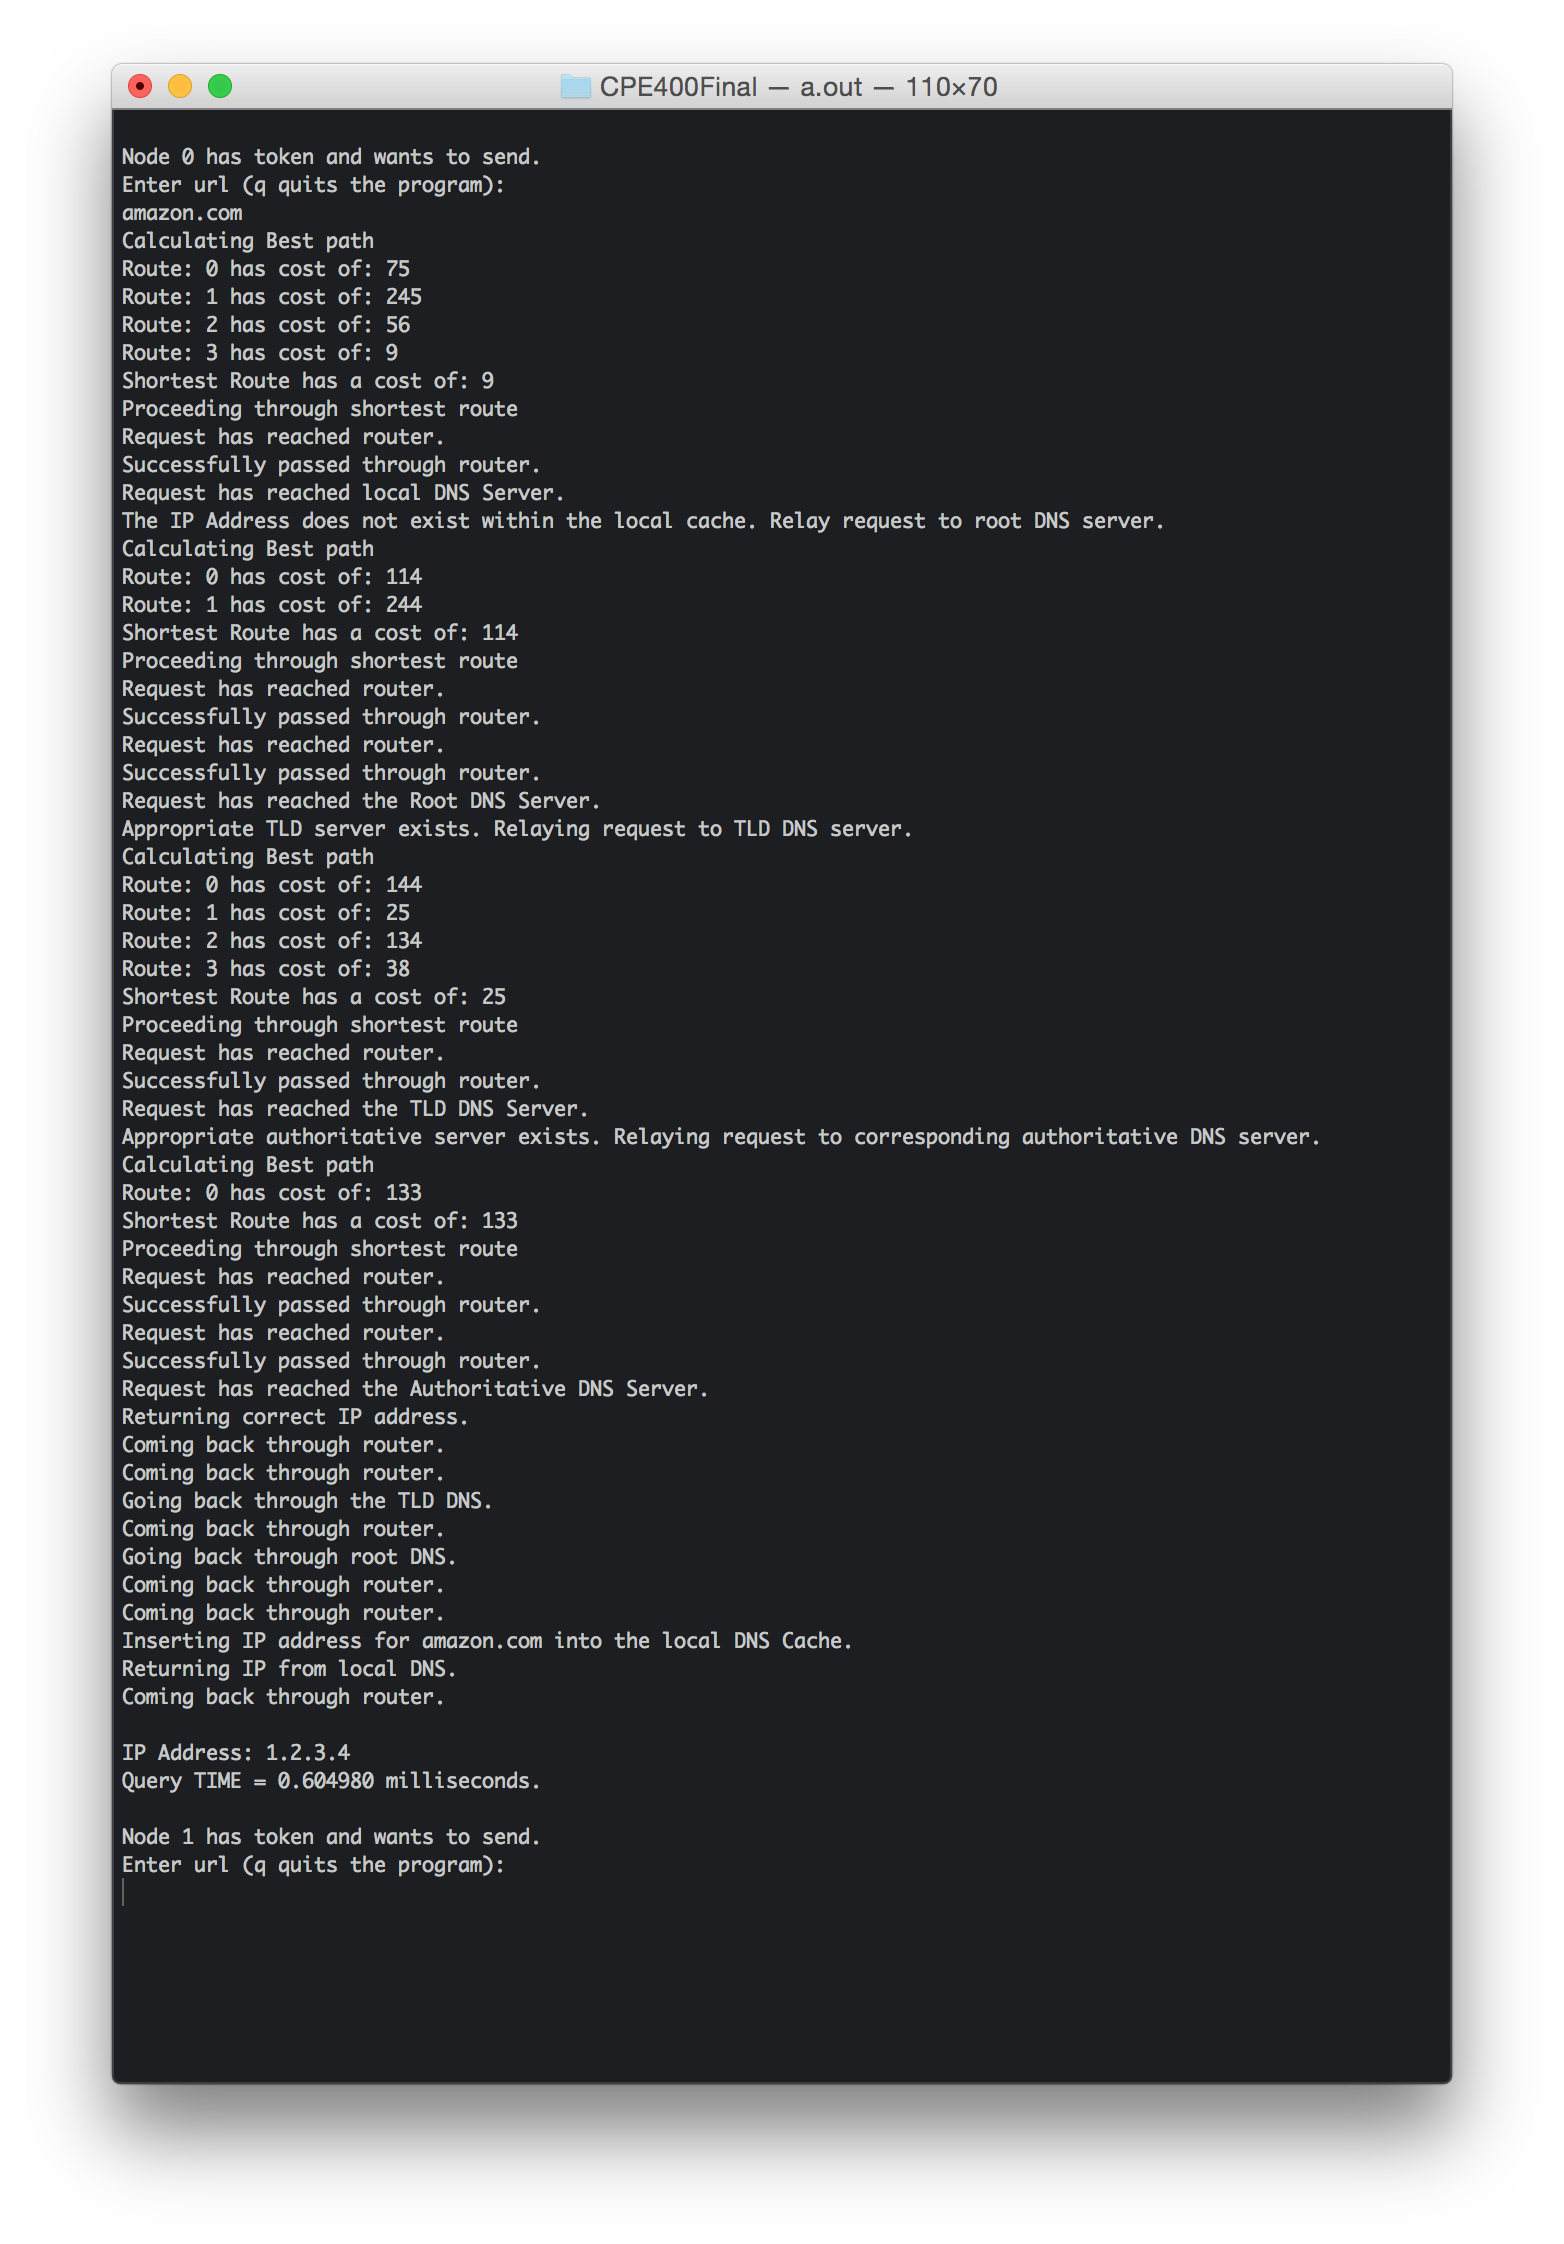 CPE400Final — a.out — 110×70
Node 0 has token and wants to send.
Enter url (q quits the program):
amazon.com
Calculating Best path
Route: 0 has cost of: 75
Route: 1 has cost of: 245
Route: 2 has cost of: 56
Route: 3 has cost of: 9
Shortest Route has a cost of: 9
Proceeding through shortest route
Request has reached router.
Successfully passed through router.
Request has reached local DNS Server.
The IP Address does not exist within the local cache. Relay request to root DNS server.
Calculating Best path
Route: 0 has cost of: 114
Route: 1 has cost of: 244
Shortest Route has a cost of: 114
Proceeding through shortest route
Request has reached router.
Successfully passed through router.
Request has reached router.
Successfully passed through router.
Request has reached the Root DNS Server.
Appropriate TLD server exists. Relaying request to TLD DNS server.
Calculating Best path
Route: 0 has cost of: 144
Route: 1 has cost of: 25
Route: 2 has cost of: 134
Route: 3 has cost of: 38
Shortest Route has a cost of: 25
Proceeding through shortest route
Request has reached router.
Successfully passed through router.
Request has reached the TLD DNS Server.
Appropriate authoritative server exists. Relaying request to corresponding authoritative DNS server.
Calculating Best path
Route: 0 has cost of: 133
Shortest Route has a cost of: 133
Proceeding through shortest route
Request has reached router.
Successfully passed through router.
Request has reached router.
Successfully passed through router.
Request has reached the Authoritative DNS Server.
Returning correct IP address.
Coming back through router.
Coming back through router.
Going back through the TLD DNS.
Coming back through router.
Going back through root DNS.
Coming back through router.
Coming back through router.
Inserting IP address for amazon.com into the local DNS Cache.
Returning IP from local DNS.
Coming back through router.
IP Address: 1.2.3.4
Query TIME = 0.604980 milliseconds.
Node 1 has token and wants to send.
Enter url (q quits the program):